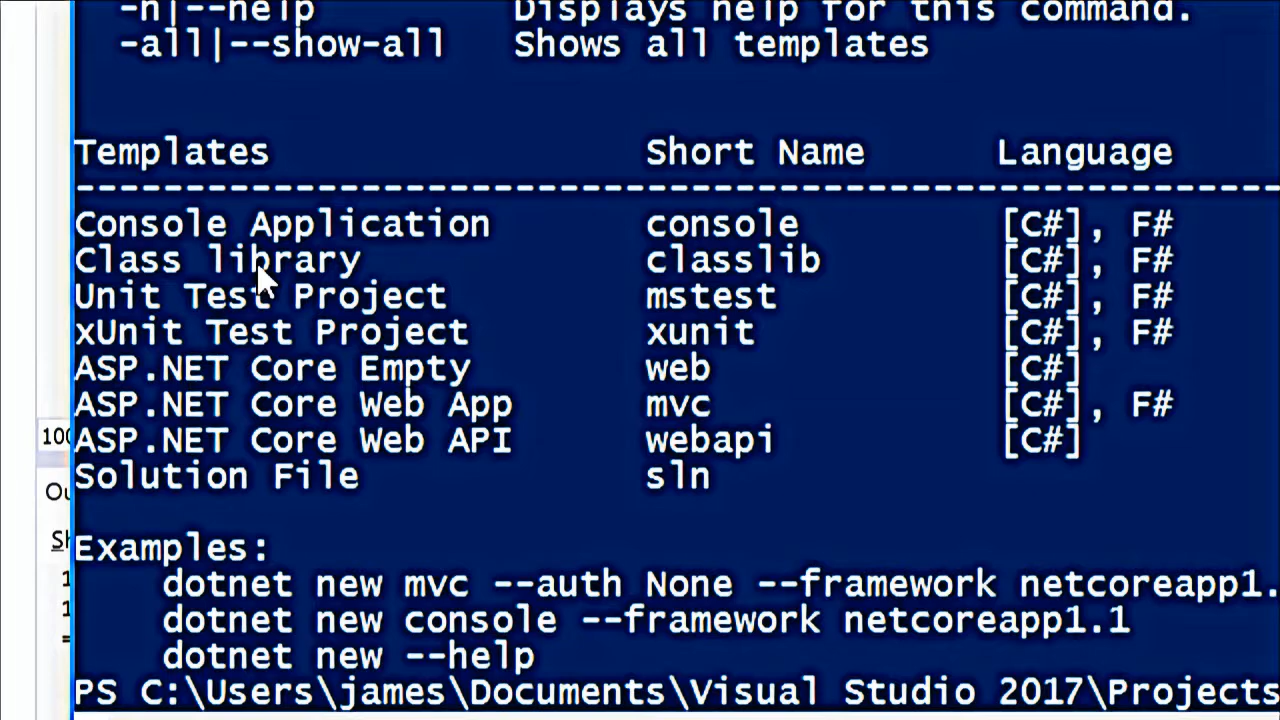 -h|--help Displays help for this command.
-all|--show-all Shows all templates
Templates Short Name Language
--------------------------------------------------------------------
Console Application console [C#], F#
Class library classlib [C#], F#
Unit Test Project mstest [C#], F#
xUnit Test Project xunit [C#], F#
ASP.NET Core Empty web [C#]
ASP.NET Core Web App mvc [C#], F#
ASP.NET Core Web API webapi [C#]
Solution File sln
Examples:
dotnet new mvc --auth None --framework netcoreapp1.
dotnet new console --framework netcoreapp1.1
dotnet new --help
PS C:\Users\james\Documents\Visual Studio 2017\Projects
100